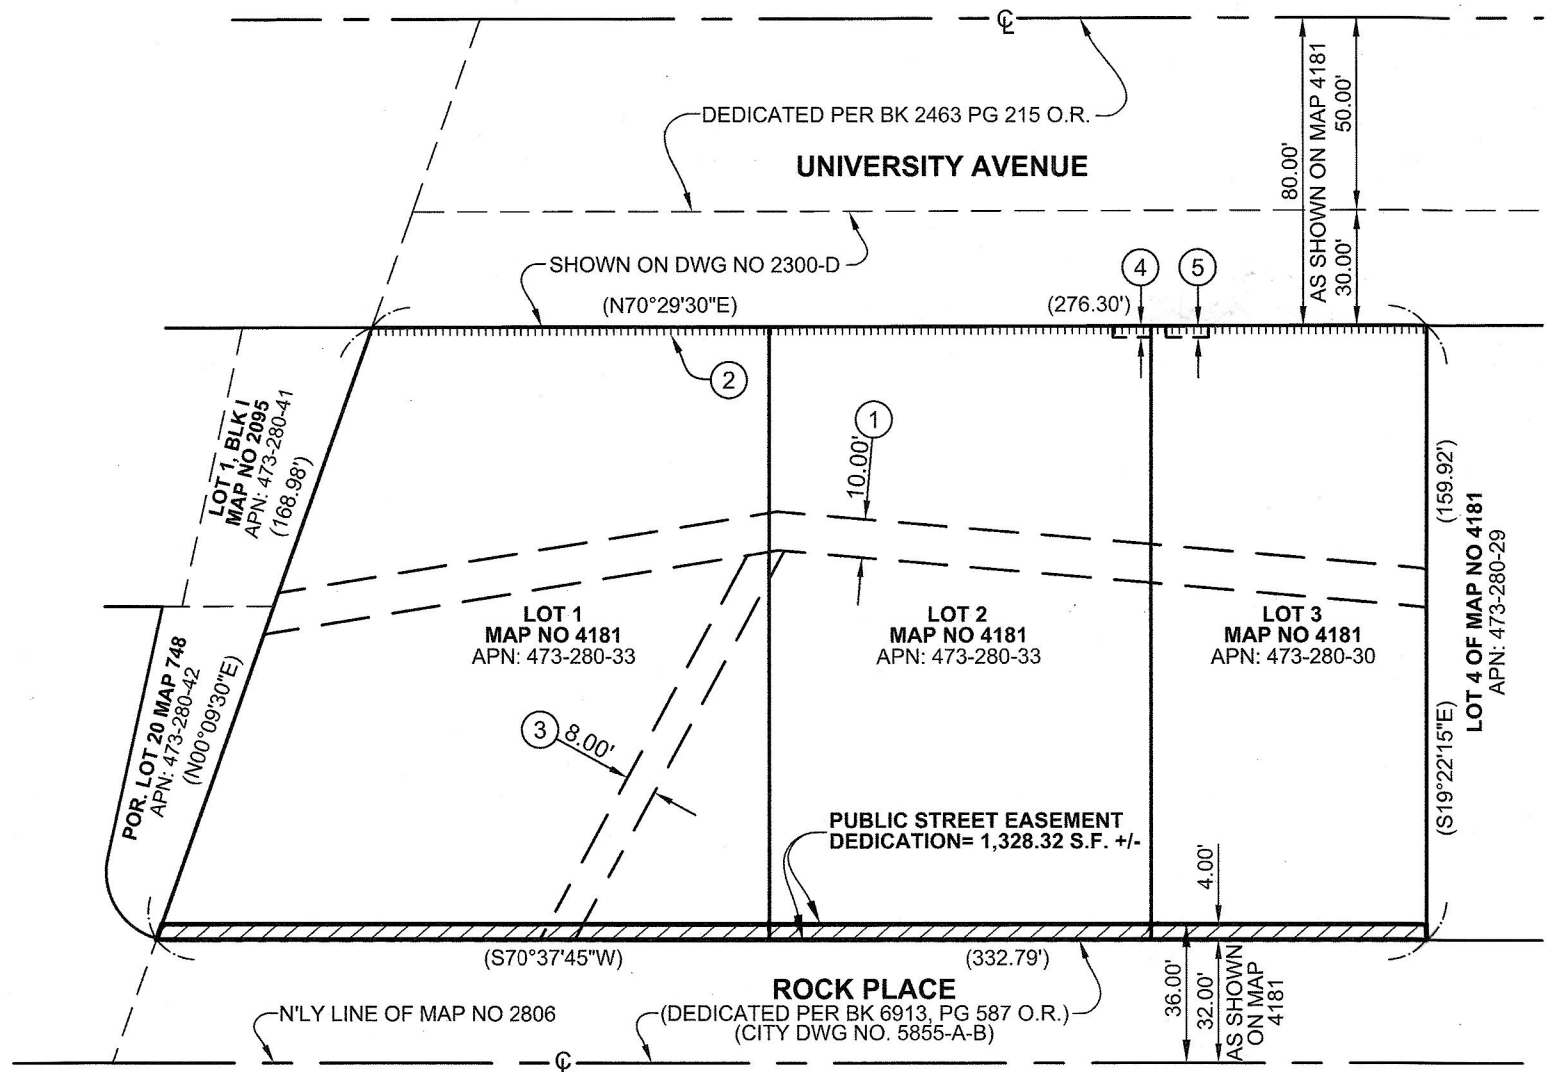 ℄
DEDICATED PER BK 2463 PG 215 O.R.
UNIVERSITY AVENUE
80.00'
AS SHOWN ON MAP 4181
50.00'
30.00'
SHOWN ON DWG NO 2300-D
(N70°29'30"E)
(276.30')
4
5
2
1
10.00'
LOT 1, BLK I
MAP NO 2095
APN: 473-280-41
(168.98')
(159.92')
LOT 4 OF MAP NO 4181
APN: 473-280-29
(S19°22'15"E)
LOT 1
MAP NO 4181
APN: 473-280-33
LOT 2
MAP NO 4181
APN: 473-280-33
LOT 3
MAP NO 4181
APN: 473-280-30
POR. LOT 20 MAP 748
APN: 473-280-42
(N00°09'30"E)
3
8.00'
PUBLIC STREET EASEMENT
DEDICATION= 1,328.32 S.F. +/-
4.00'
(S70°37'45"W)
(332.79')
ROCK PLACE
(DEDICATED PER BK 6913, PG 587 O.R.)
(CITY DWG NO. 5855-A-B)
N'LY LINE OF MAP NO 2806
36.00'
32.00'
AS SHOWN
ON MAP
4181
℄